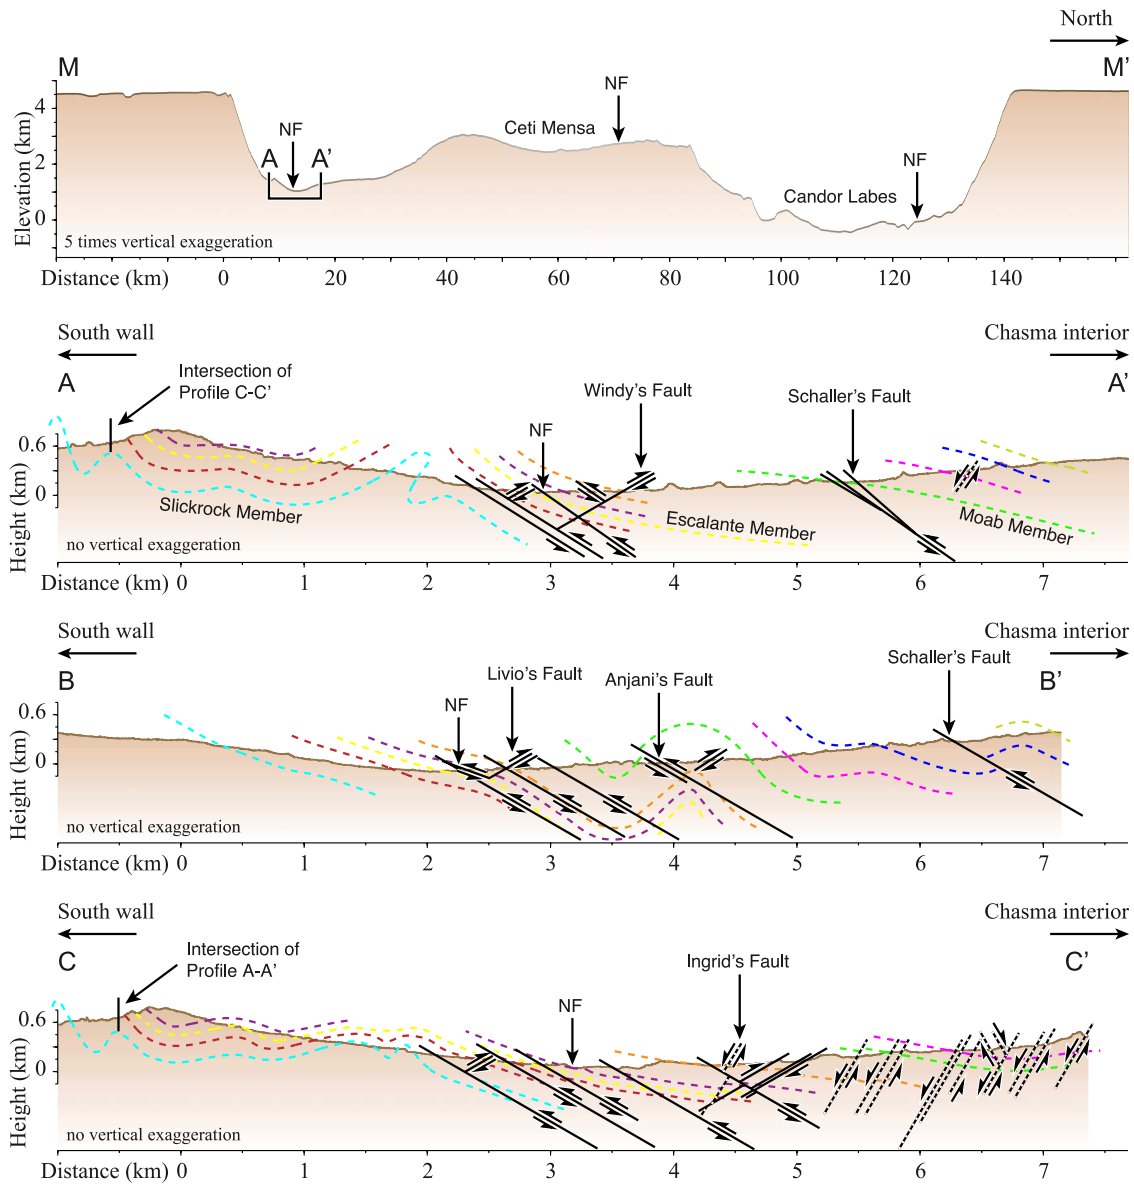 North
M
M'
NF
Ceti Mensa
NF
A
A'
NF
Candor Labes
Elevation (km)
4
2
0
5 times vertical exaggeration
Distance (km)
0
20
40
60
80
100
120
140
South wall
Chasma interior
A
Intersection of
Profile C-C'
Windy's Fault
Schaller's Fault
A'
NF
Height (km)
0.6
0
Slickrock Member
Escalante Member
Moab Member
no vertical exaggeration
Distance (km)
0
1
2
3
4
5
6
7
South wall
Chasma interior
B
Livio's Fault
Anjani's Fault
Schaller's Fault
B'
NF
Height (km)
0.6
0
no vertical exaggeration
Distance (km)
0
1
2
3
4
5
6
7
South wall
Chasma interior
C
Intersection of
Profile A-A'
Ingrid's Fault
C'
NF
Height (km)
0.6
0
no vertical exaggeration
Distance (km)
0
1
2
3
4
5
6
7